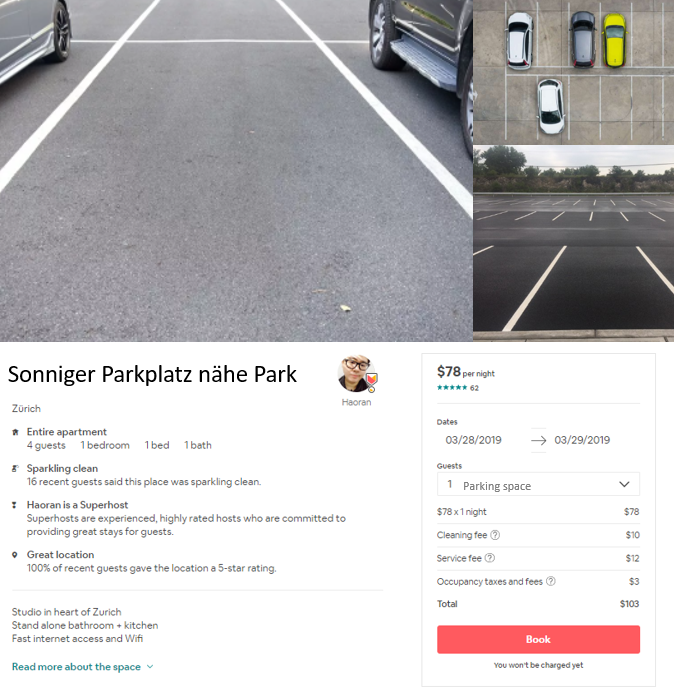 Sonniger Parkplatz nähe Park
Haoran
Zürich
Entire apartment
4 guests 1 bedroom 1 bed 1 bath
Sparkling clean
16 recent guests said this place was sparkling clean.
Haoran is a Superhost
Superhosts are experienced, highly rated hosts who are committed to
providing great stays for guests.
Great location
100% of recent guests gave the location a 5-star rating.
Studio in heart of Zurich
Stand alone bathroom + kitchen
Fast internet access and Wifi
Read more about the space
$78 per night
★★★★★ 62
Dates
03/28/2019 → 03/29/2019
Guests
1 Parking space
$78 x 1 night $78
Cleaning fee ? $10
Service fee ? $12
Occupancy taxes and fees ? $3
Total $103
Book
You won't be charged yet